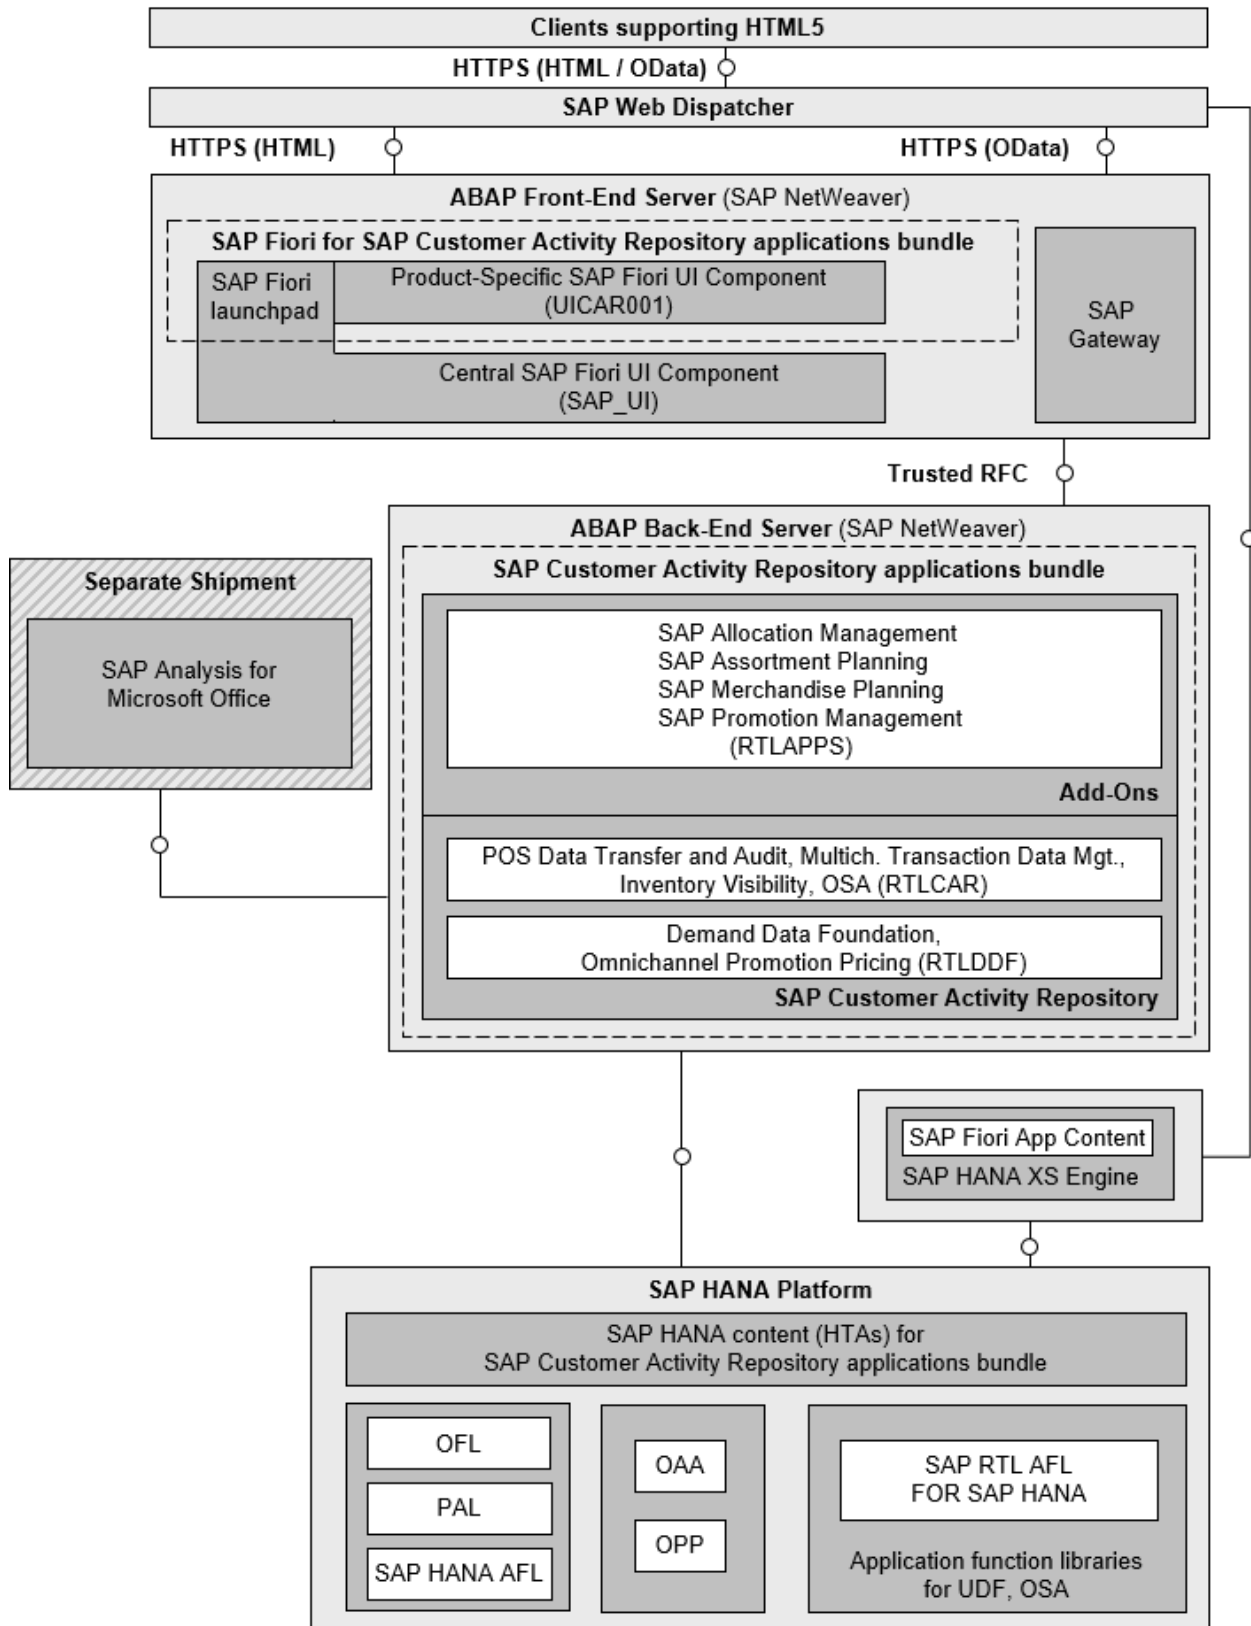 Clients supporting HTML5
HTTPS (HTML / OData)
SAP Web Dispatcher
HTTPS (HTML)
HTTPS (OData)
ABAP Front-End Server (SAP NetWeaver)
SAP Fiori for SAP Customer Activity Repository applications bundle
SAP Fiori
launchpad
Product-Specific SAP Fiori UI Component
(UICAR001)
Central SAP Fiori UI Component
(SAP_UI)
SAP
Gateway
Trusted RFC
ABAP Back-End Server (SAP NetWeaver)
SAP Customer Activity Repository applications bundle
Separate Shipment
SAP Analysis for
Microsoft Office
SAP Allocation Management
SAP Assortment Planning
SAP Merchandise Planning
SAP Promotion Management
(RTLAPPS)
Add-Ons
POS Data Transfer and Audit, Multich. Transaction Data Mgt.,
Inventory Visibility, OSA (RTLCAR)
Demand Data Foundation,
Omnichannel Promotion Pricing (RTLDDF)
SAP Customer Activity Repository
SAP Fiori App Content
SAP HANA XS Engine
SAP HANA Platform
SAP HANA content (HTAs) for
SAP Customer Activity Repository applications bundle
OFL
PAL
SAP HANA AFL
OAA
OPP
SAP RTL AFL
FOR SAP HANA
Application function libraries
for UDF, OSA